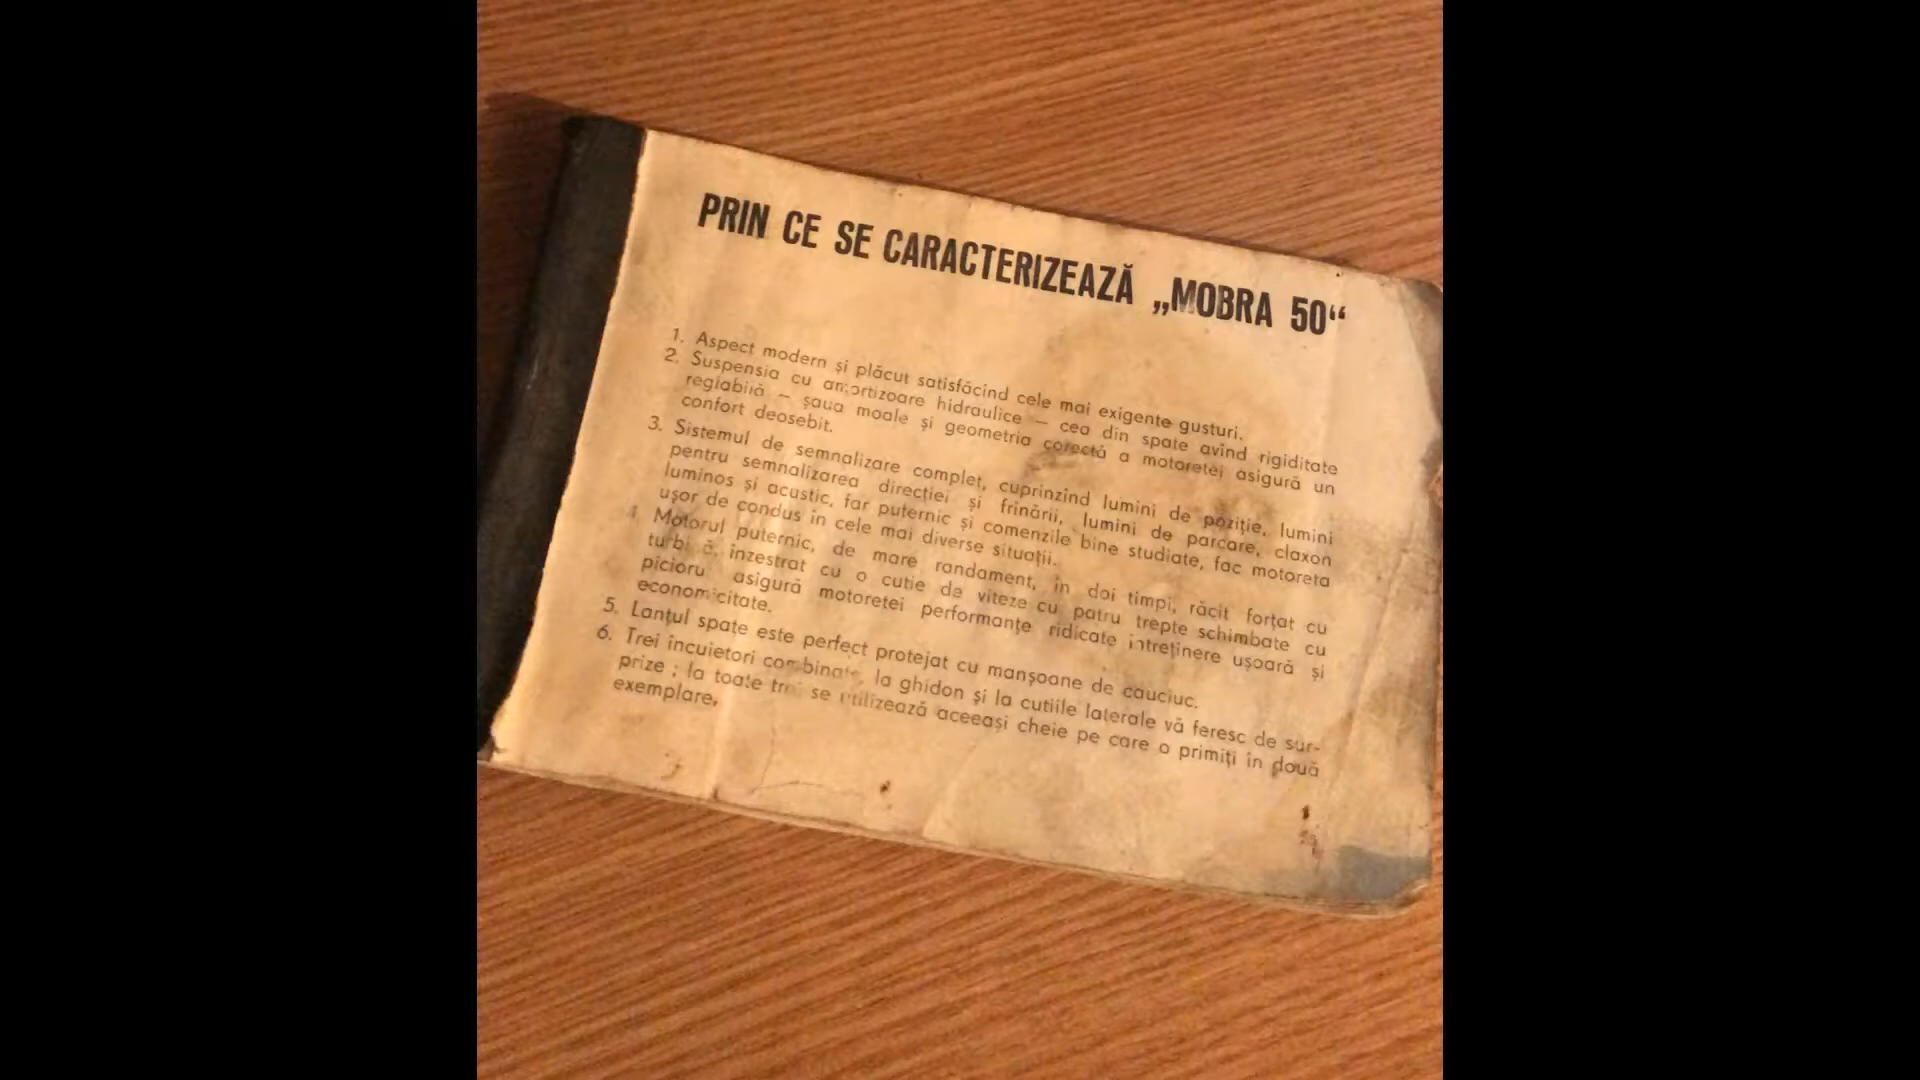 PRIN CE SE CARACTERIZEAZĂ „MOBRA 50“
1. Aspect modern și plăcut satisfăcînd cele mai exigente gusturi.
2. Suspensia cu amortizoare hidraulice — cea din spate avînd rigiditate
reglabilă — șaua moale și geometria corectă a motoretei asigură un
confort deosebit.
3. Sistemul de semnalizare complet, cuprinzînd lumini de poziție, lumini
pentru semnalizarea direcției și frînării, lumini de parcare, claxon
luminos și acustic, far puternic și comenzile bine studiate, fac motoreta
ușor de condus în cele mai diverse situații.
4. Motorul puternic, de mare randament, în doi timpi, răcit forțat cu
turbină, înzestrat cu o cutie de viteze cu patru trepte schimbate cu
picioru asigură motoretei performanțe ridicate întreținere ușoară și
economicitate.
5. Lanțul spate este perfect protejat cu manșoane de cauciuc.
6. Trei încuietori combinate, la ghidon și la cutiile laterale vă feresc de sur-
prize ; la toate trei se utilizează aceeași cheie pe care o primiți în două
exemplare,